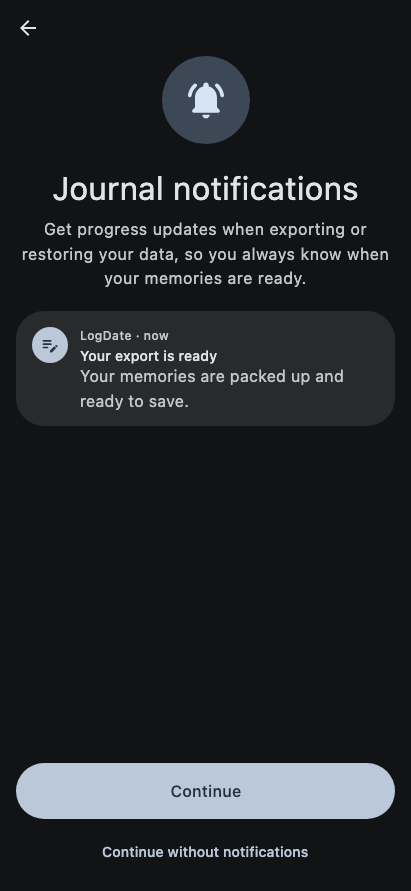 Journal notifications
Get progress updates when exporting or
restoring your data, so you always know when
your memories are ready.
LogDate · now
Your export is ready
Your memories are packed up and
ready to save.
Continue
Continue without notifications